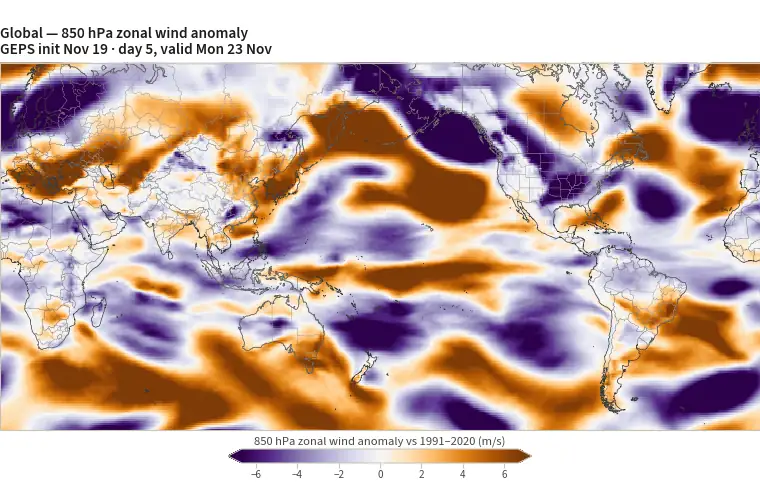 Global — 850 hPa zonal wind anomaly
GEPS init Nov 19 · day 5, valid Mon 23 Nov
850 hPa zonal wind anomaly vs 1991–2020 (m/s)
−6 −4 −2 0 2 4 6